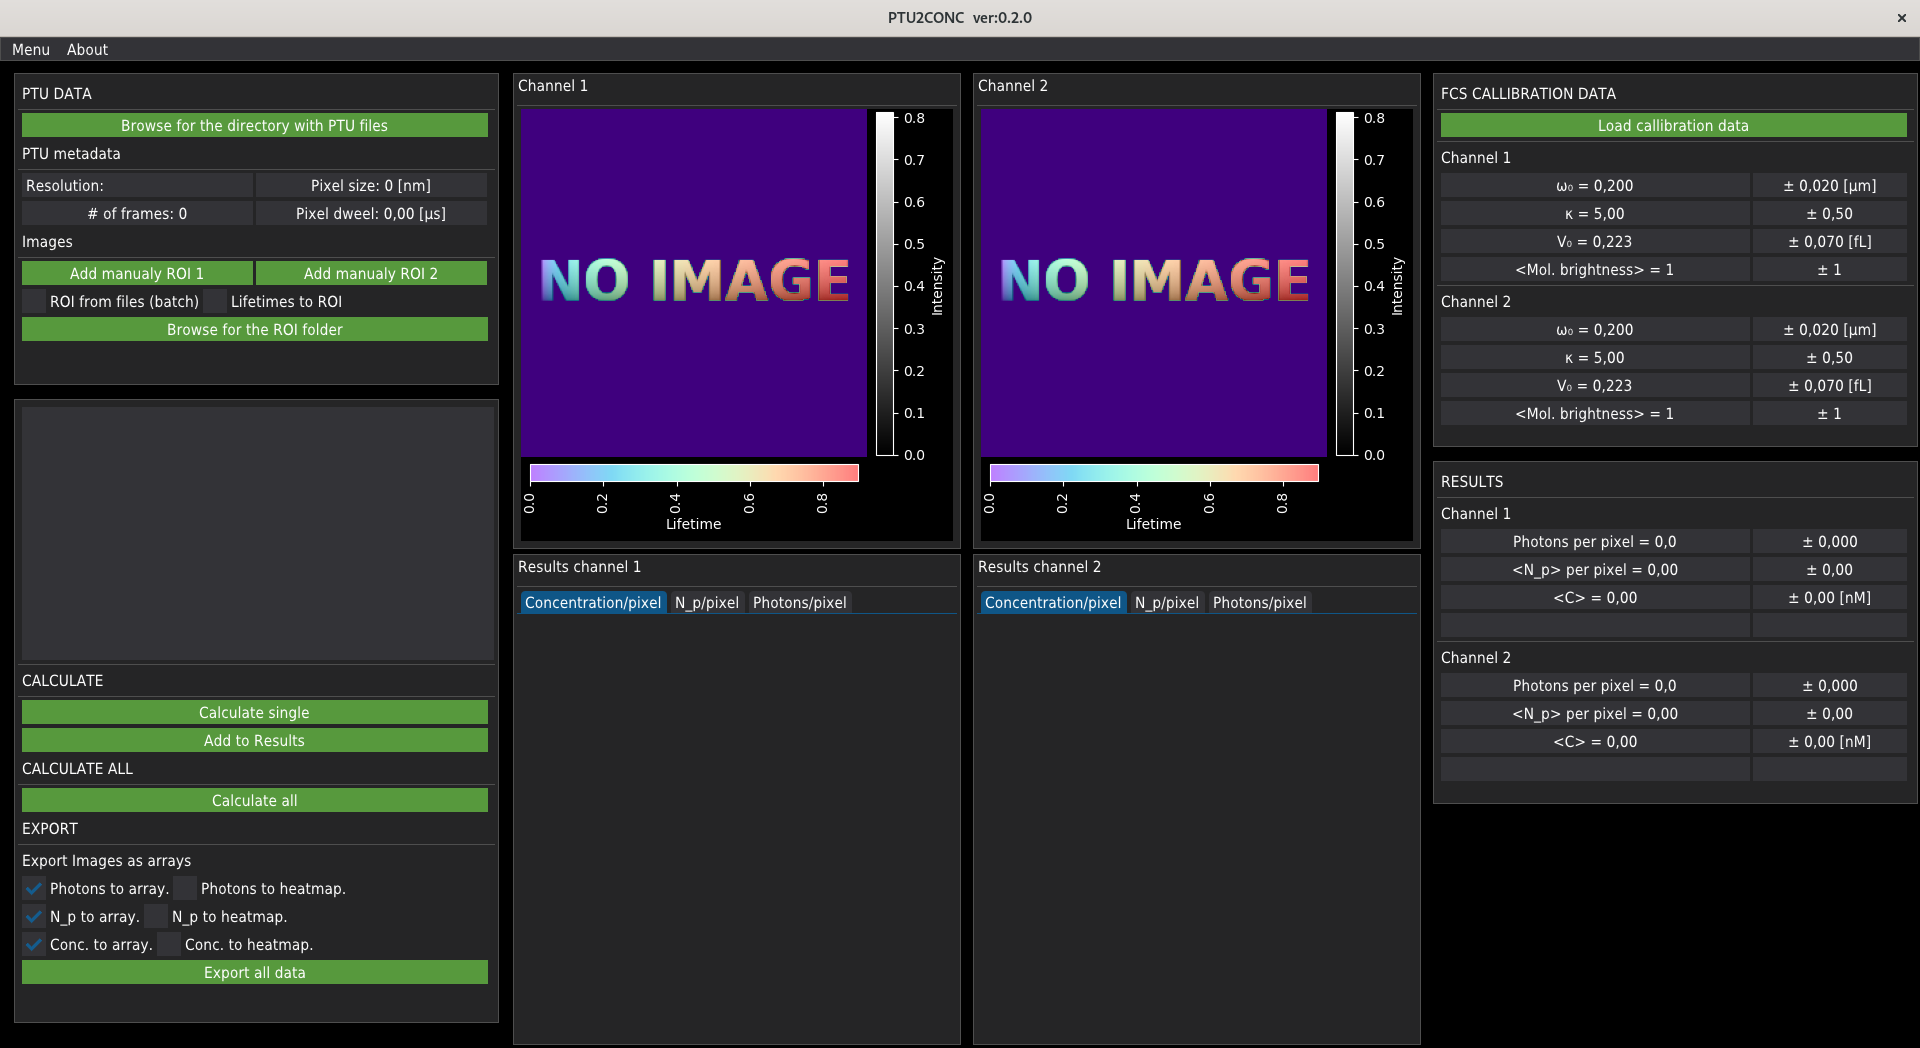 PTU2CONC ver:0.2.0
×
Menu About
PTU DATA
Browse for the directory with PTU files
PTU metadata
Resolution: Pixel size: 0 [nm]
# of frames: 0 Pixel dweel: 0,00 [µs]
Images
Add manualy ROI 1 Add manualy ROI 2
ROI from files (batch) Lifetimes to ROI
Browse for the ROI folder
CALCULATE
Calculate single
Add to Results
CALCULATE ALL
Calculate all
EXPORT
Export Images as arrays
Photons to array. Photons to heatmap.
N_p to array. N_p to heatmap.
Conc. to array. Conc. to heatmap.
Export all data
Channel 1
NO IMAGE
0.8
0.7
0.6
0.5
0.4
0.3
0.2
0.1
0.0
Intensity
0.0 0.2 0.4 0.6 0.8
Lifetime
Results channel 1
Concentration/pixel N_p/pixel Photons/pixel
Channel 2
NO IMAGE
0.8
0.7
0.6
0.5
0.4
0.3
0.2
0.1
0.0
Intensity
0.0 0.2 0.4 0.6 0.8
Lifetime
Results channel 2
Concentration/pixel N_p/pixel Photons/pixel
FCS CALLIBRATION DATA
Load callibration data
Channel 1
ω₀ = 0,200 ± 0,020 [µm]
κ = 5,00 ± 0,50
V₀ = 0,223 ± 0,070 [fL]
<Mol. brightness> = 1 ± 1
Channel 2
ω₀ = 0,200 ± 0,020 [µm]
κ = 5,00 ± 0,50
V₀ = 0,223 ± 0,070 [fL]
<Mol. brightness> = 1 ± 1
RESULTS
Channel 1
Photons per pixel = 0,0 ± 0,000
<N_p> per pixel = 0,00 ± 0,00
<C> = 0,00 ± 0,00 [nM]
Channel 2
Photons per pixel = 0,0 ± 0,000
<N_p> per pixel = 0,00 ± 0,00
<C> = 0,00 ± 0,00 [nM]